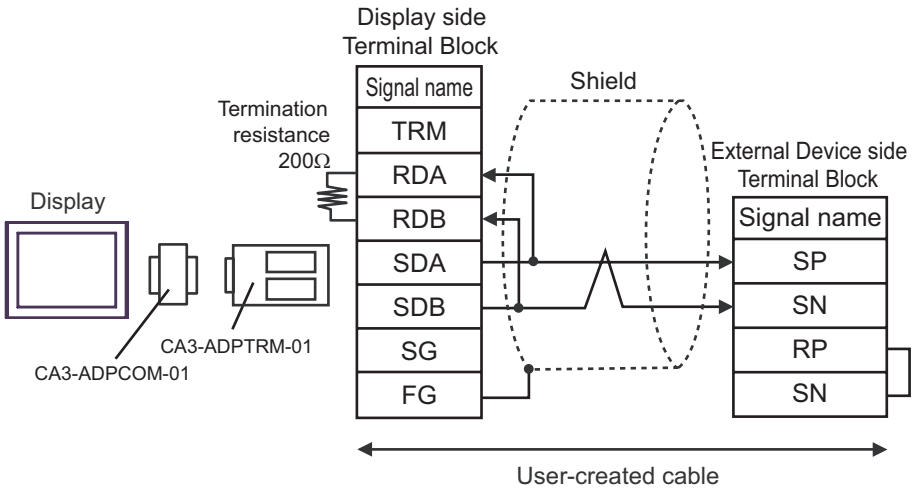 Display side
Terminal Block
Signal name
Shield
Termination
resistance
200Ω
TRM
External Device side
Terminal Block
RDA
Display
RDB
Signal name
SDA
SP
SDB
SN
CA3-ADPTRM-01
SG
RP
CA3-ADPCOM-01
FG
SN
User-created cable